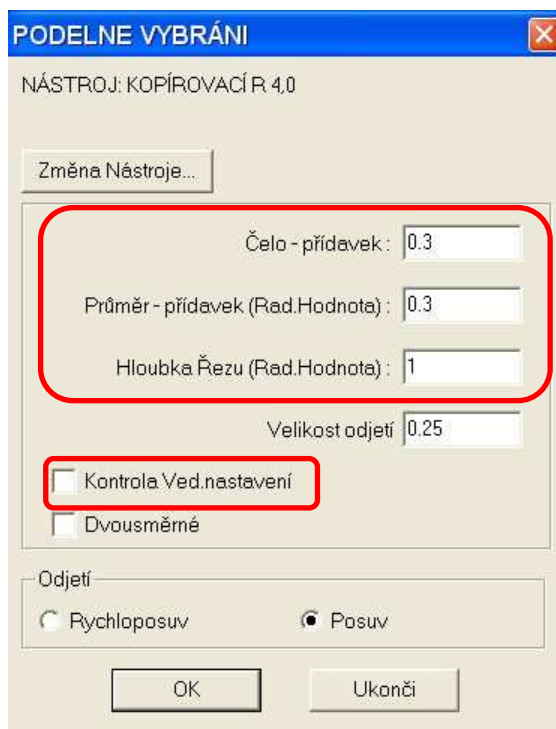 PODELNE VYBRÁNI
NÁSTROJ: KOPÍROVACÍ R 4,0
Změna Nástroje...
Čelo - přídavek : 0.3
Průměr - přídavek (Rad.Hodnota) : 0.3
Hloubka Řezu (Rad.Hodnota) : 1
Velikost odjetí 0.25
Kontrola Ved.nastavení
Dvousměrné
Odjetí
Rychloposuv Posuv
OK Ukonči